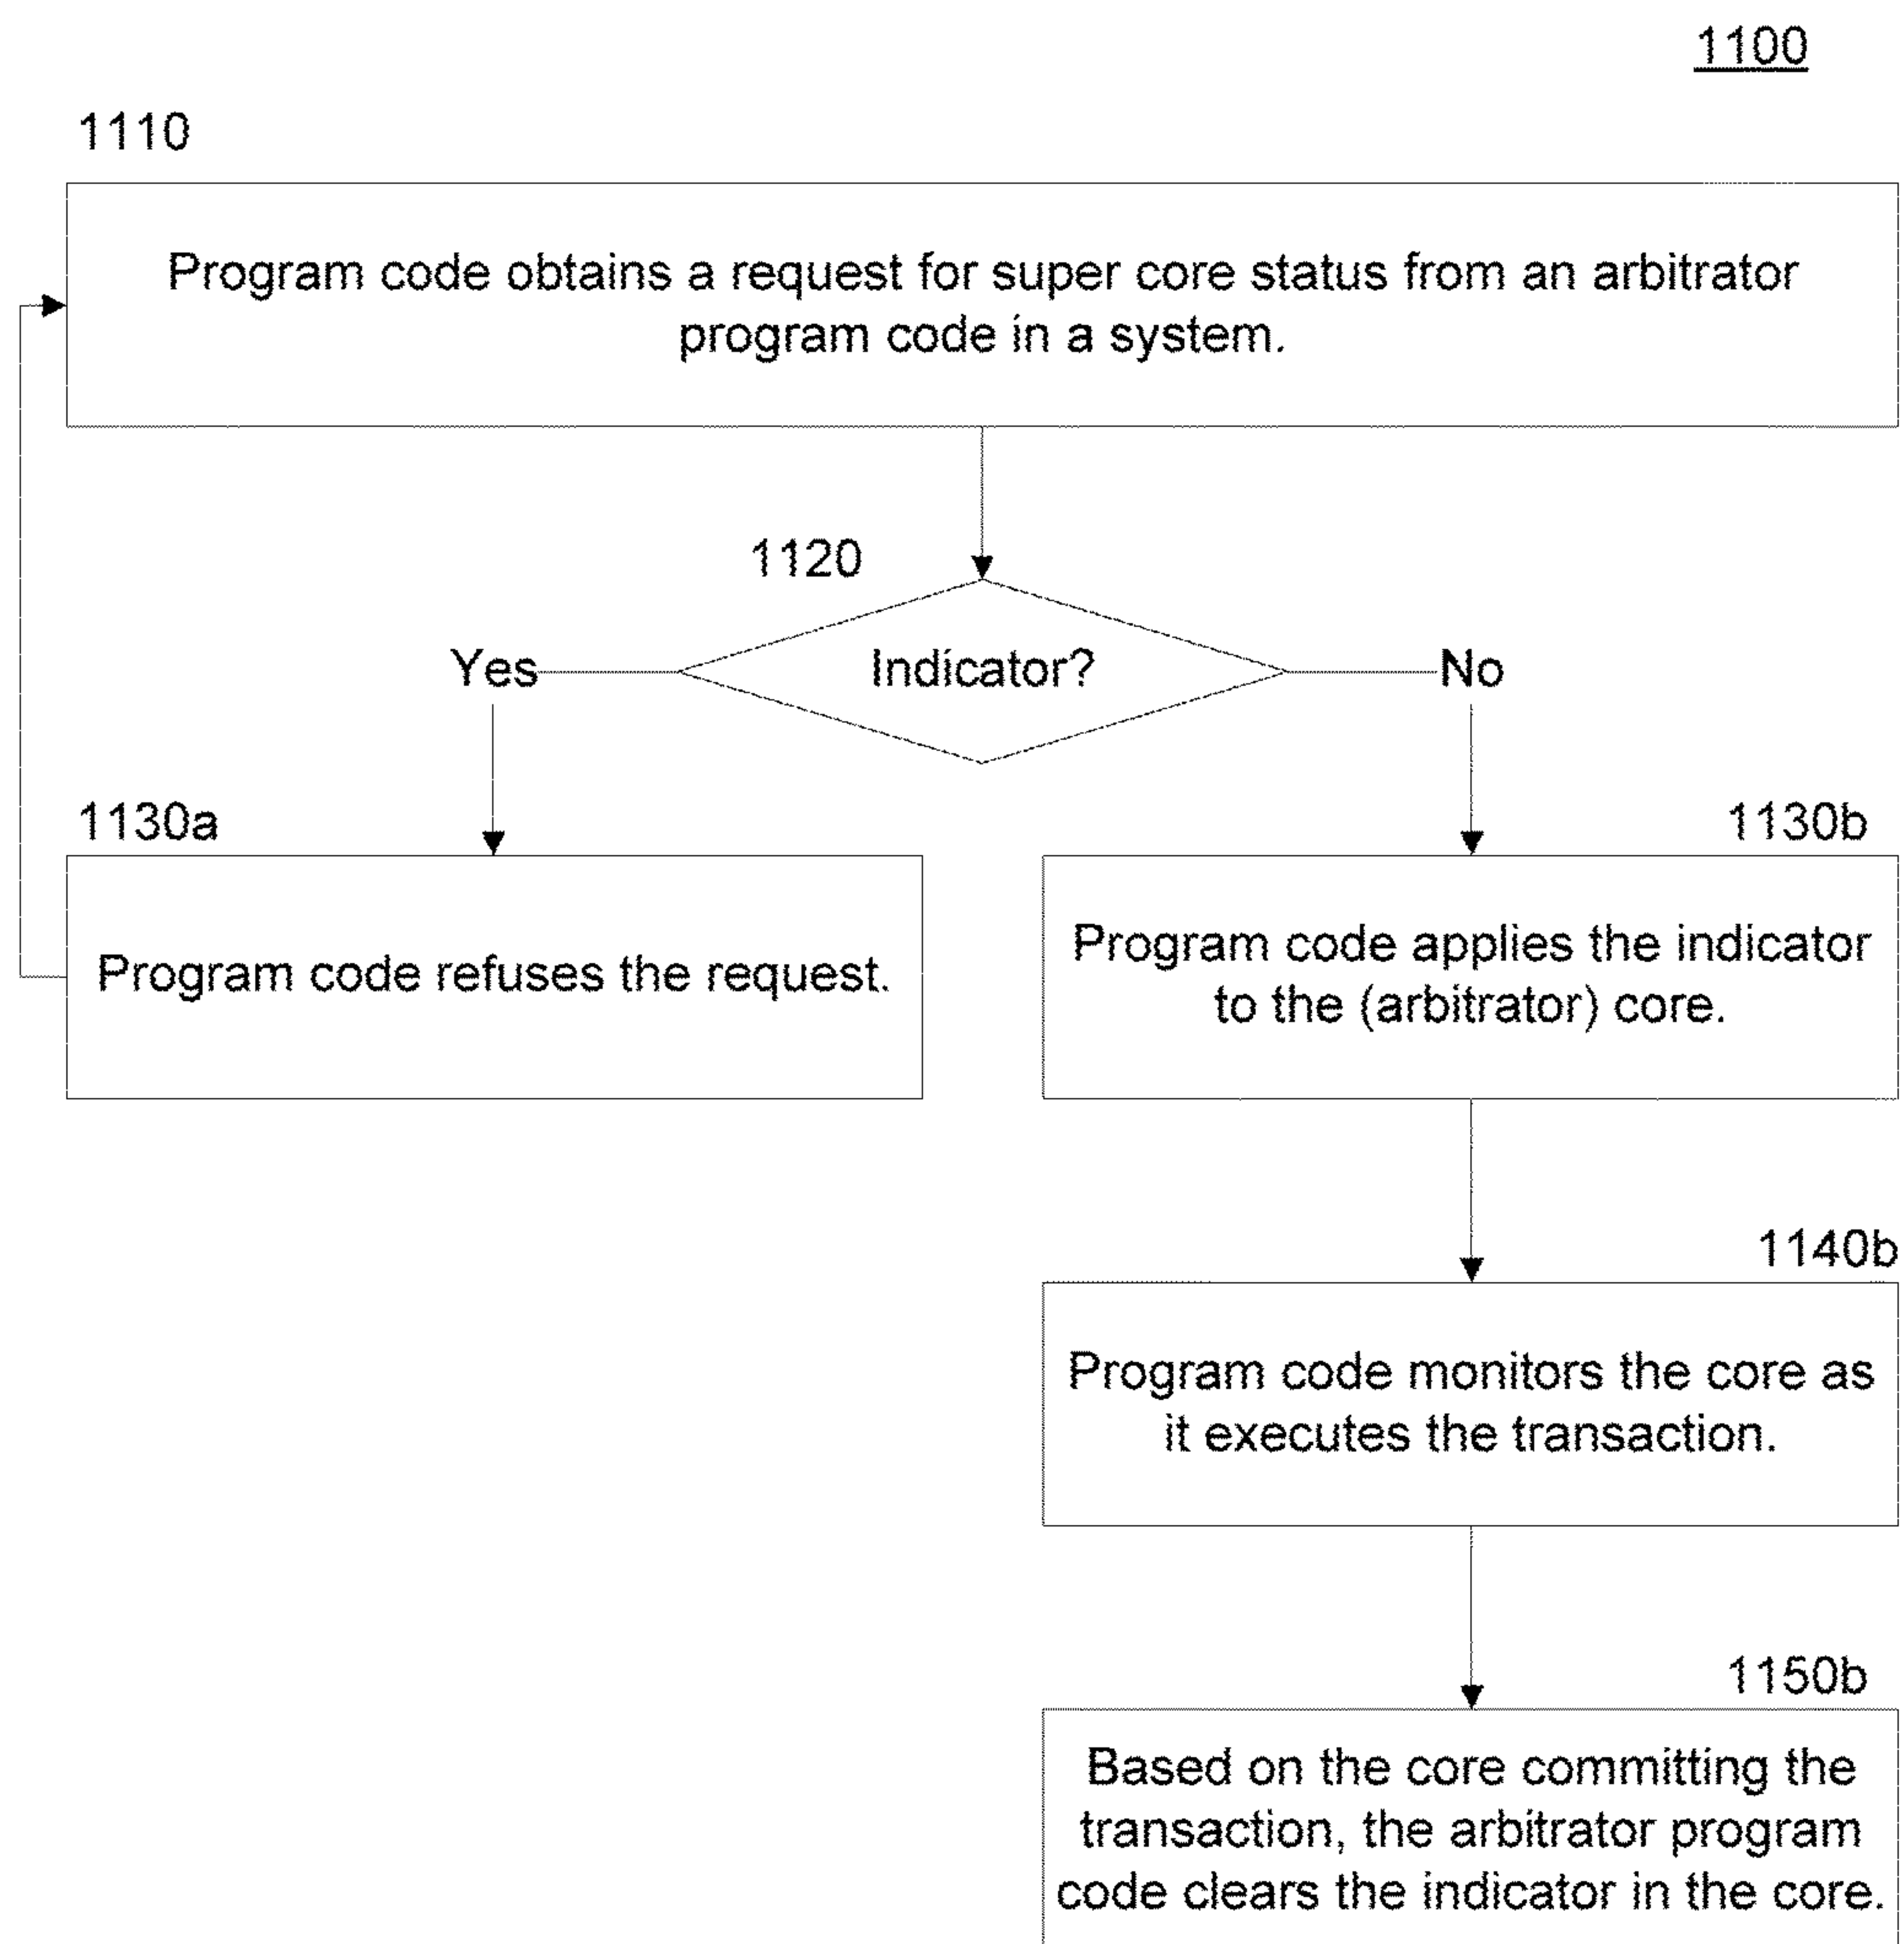 1100
1110
Program code obtains a request for super core status from an arbitrator
program code in a system.
1120
Indicator?
Yes
No
1130a
1130b
Program code refuses the request.
Program code applies the indicator
to the (arbitrator) core.
1140b
Program code monitors the core as
it executes the transaction.
1150b
Based on the core committing the
transaction, the arbitrator program
code clears the indicator in the core.